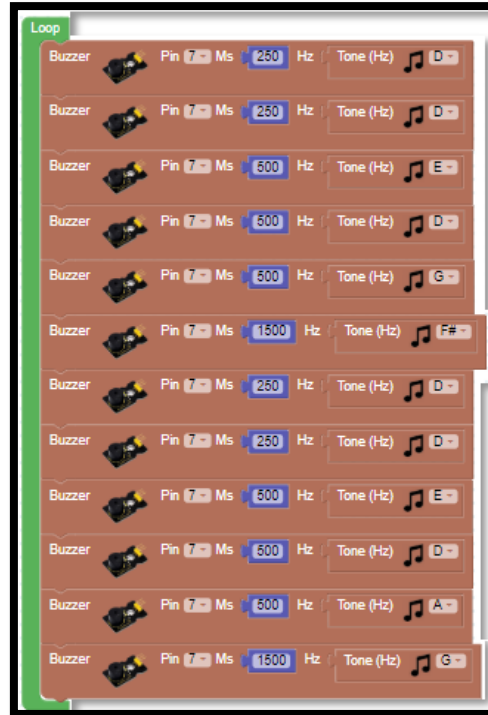 Loop
Buzzer Pin 7 Ms 250 Hz Tone (Hz) D
Buzzer Pin 7 Ms 250 Hz Tone (Hz) D
Buzzer Pin 7 Ms 500 Hz Tone (Hz) E
Buzzer Pin 7 Ms 500 Hz Tone (Hz) D
Buzzer Pin 7 Ms 500 Hz Tone (Hz) G
Buzzer Pin 7 Ms 1500 Hz Tone (Hz) F#
Buzzer Pin 7 Ms 250 Hz Tone (Hz) D
Buzzer Pin 7 Ms 250 Hz Tone (Hz) D
Buzzer Pin 7 Ms 500 Hz Tone (Hz) E
Buzzer Pin 7 Ms 500 Hz Tone (Hz) D
Buzzer Pin 7 Ms 500 Hz Tone (Hz) A
Buzzer Pin 7 Ms 1500 Hz Tone (Hz) G